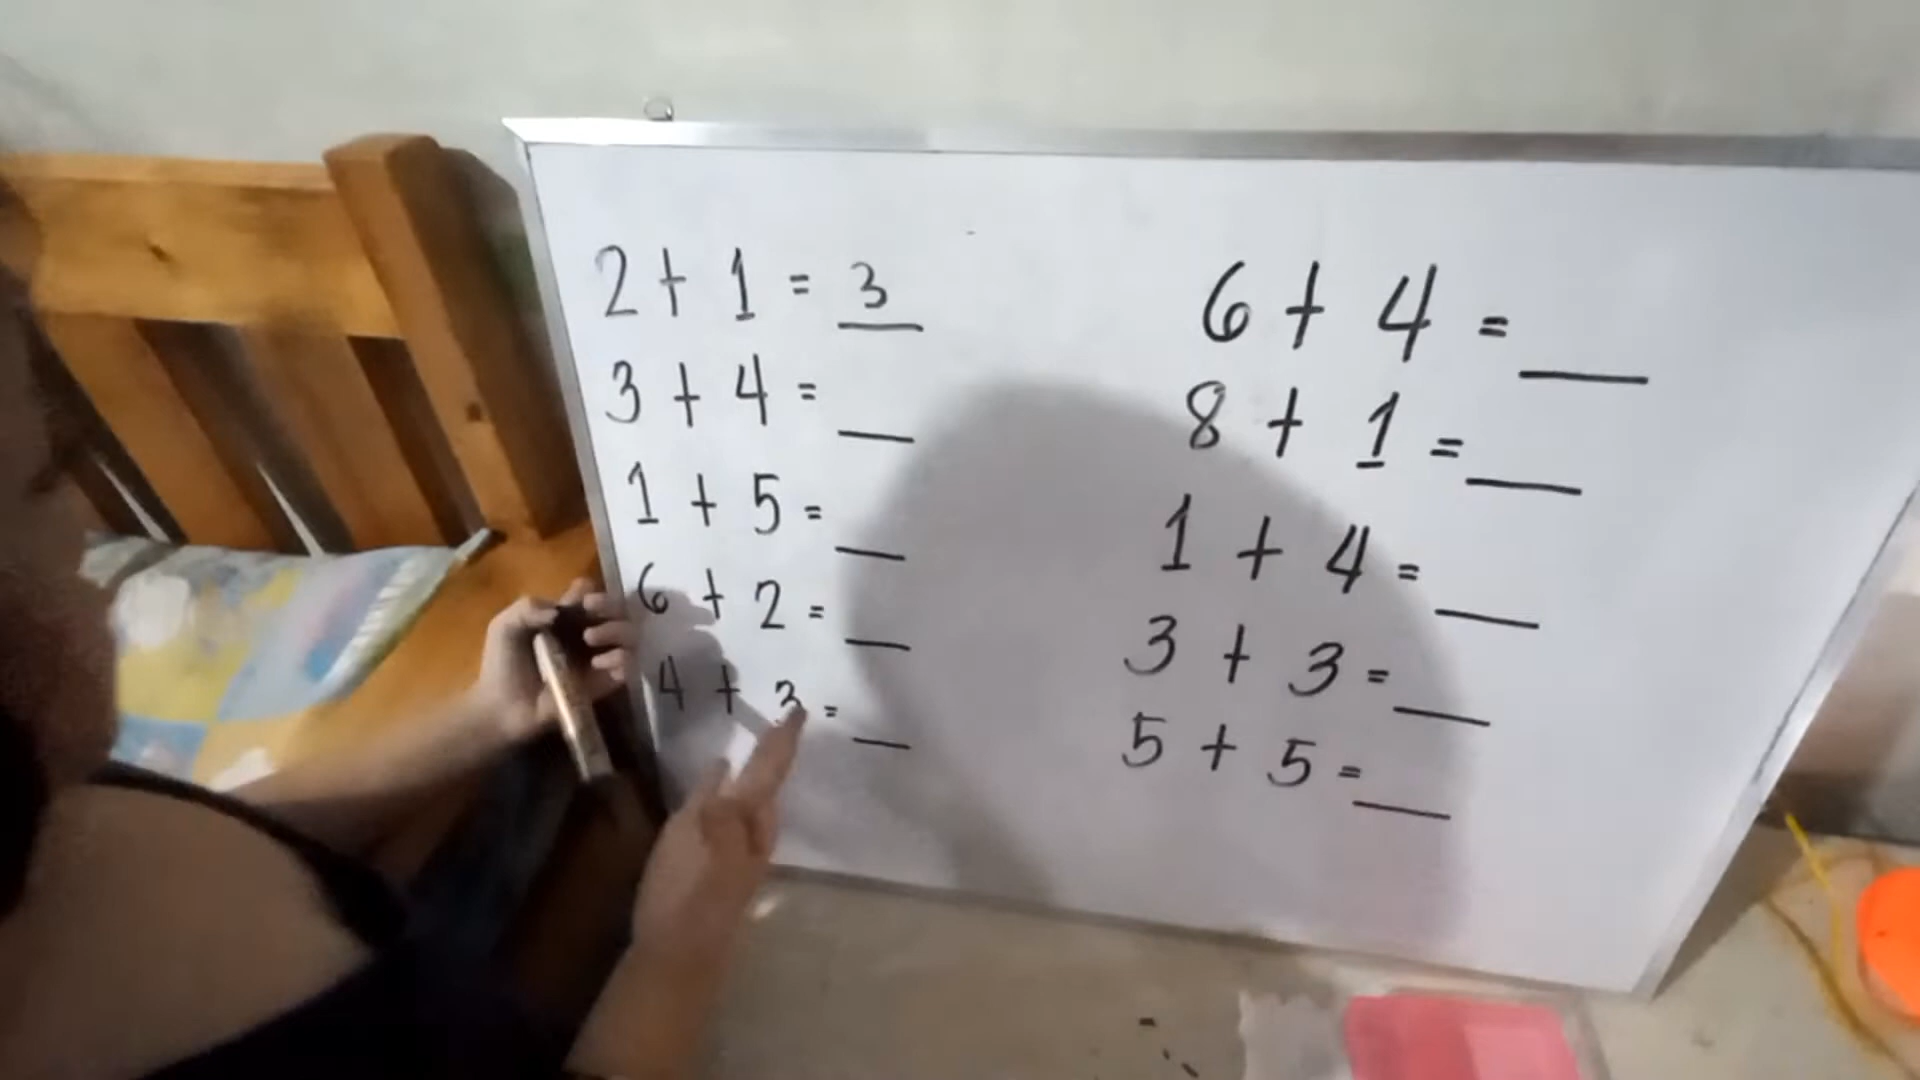 2 + 1 = 3
3 + 4 = __
1 + 5 = __
6 + 2 = __
4 + 3 = __
6 + 4 = __
8 + 1 = __
1 + 4 = __
3 + 3 = __
5 + 5 = __